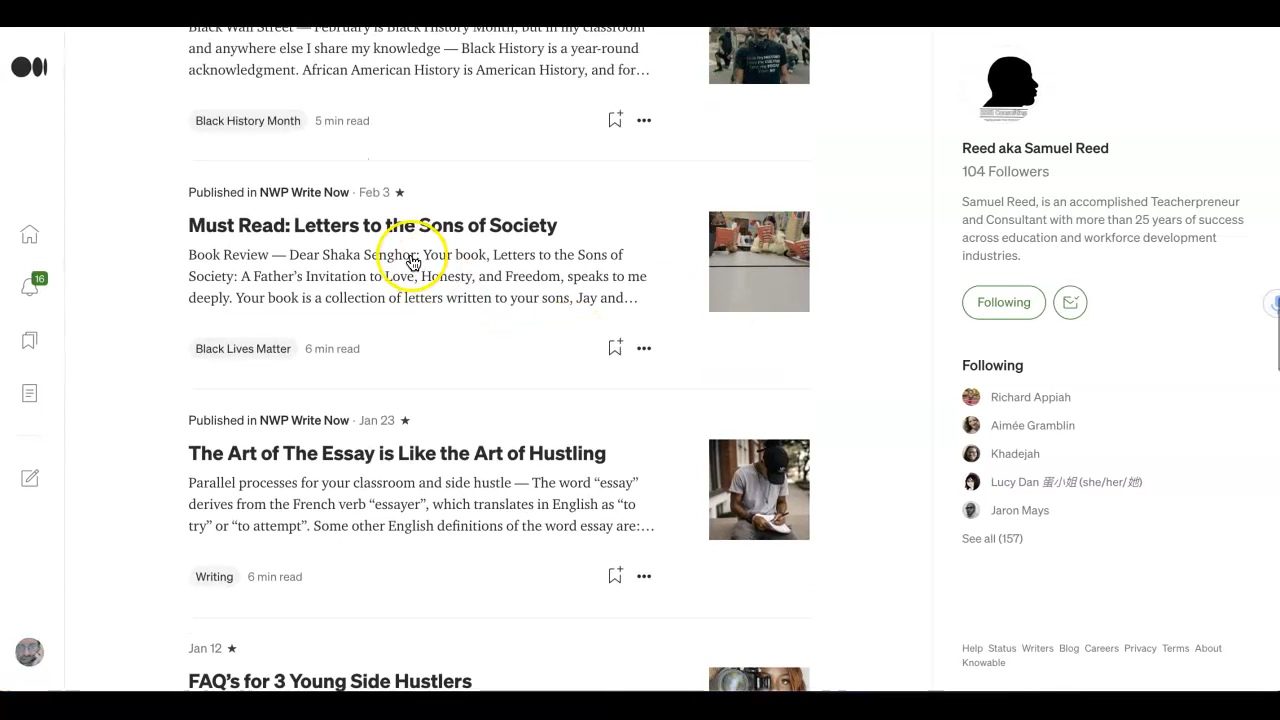 Black Wall Street — February is Black History Month, but in my classroom
and anywhere else I share my knowledge — Black History is a year-round
acknowledgment. African American History is American History, and for…
Black History Month 5 min read
Published in NWP Write Now · Feb 3 ★
Must Read: Letters to the Sons of Society
Book Review — Dear Shaka Senghor, Your book, Letters to the Sons of
Society: A Father’s Invitation to Love, Honesty, and Freedom, speaks to me
deeply. Your book is a collection of letters written to your sons, Jay and…
Black Lives Matter 6 min read
Published in NWP Write Now · Jan 23 ★
The Art of The Essay is Like the Art of Hustling
Parallel processes for your classroom and side hustle — The word “essay”
derives from the French verb “essayer”, which translates in English as “to
try” or “to attempt”. Some other English definitions of the word essay are:…
Writing 6 min read
Jan 12 ★
FAQ’s for 3 Young Side Hustlers
16
Reed aka Samuel Reed
104 Followers
Samuel Reed, is an accomplished Teacherpreneur
and Consultant with more than 25 years of success
across education and workforce development
industries.
Following
Following
Richard Appiah
Aimée Gramblin
Khadejah
Lucy Dan 蛋小姐 (she/her/她)
Jaron Mays
See all (157)
Help Status Writers Blog Careers Privacy Terms About
Knowable